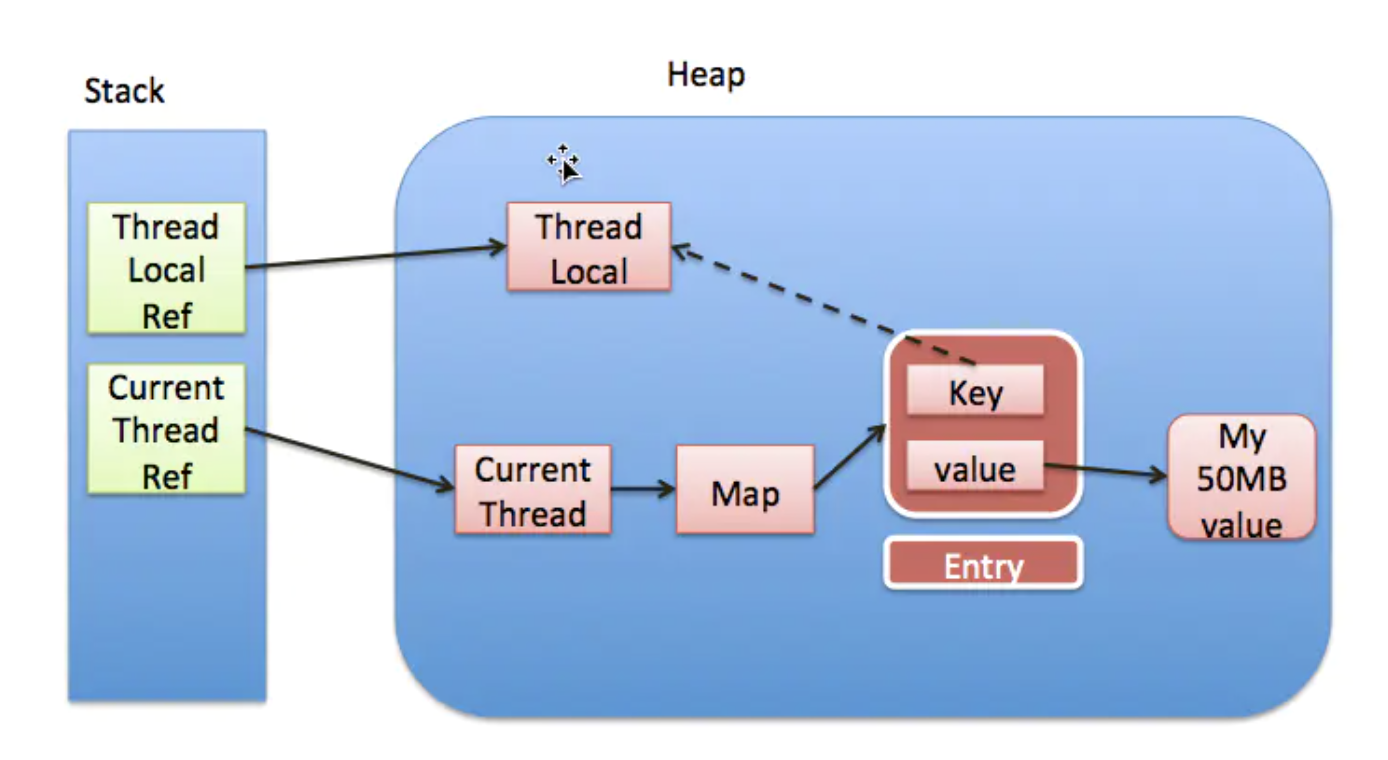 Stack
Heap
Thread
Local
Ref
Thread
Local
Current
Thread
Ref
Current
Thread
Map
Key
value
Entry
My
50MB
value